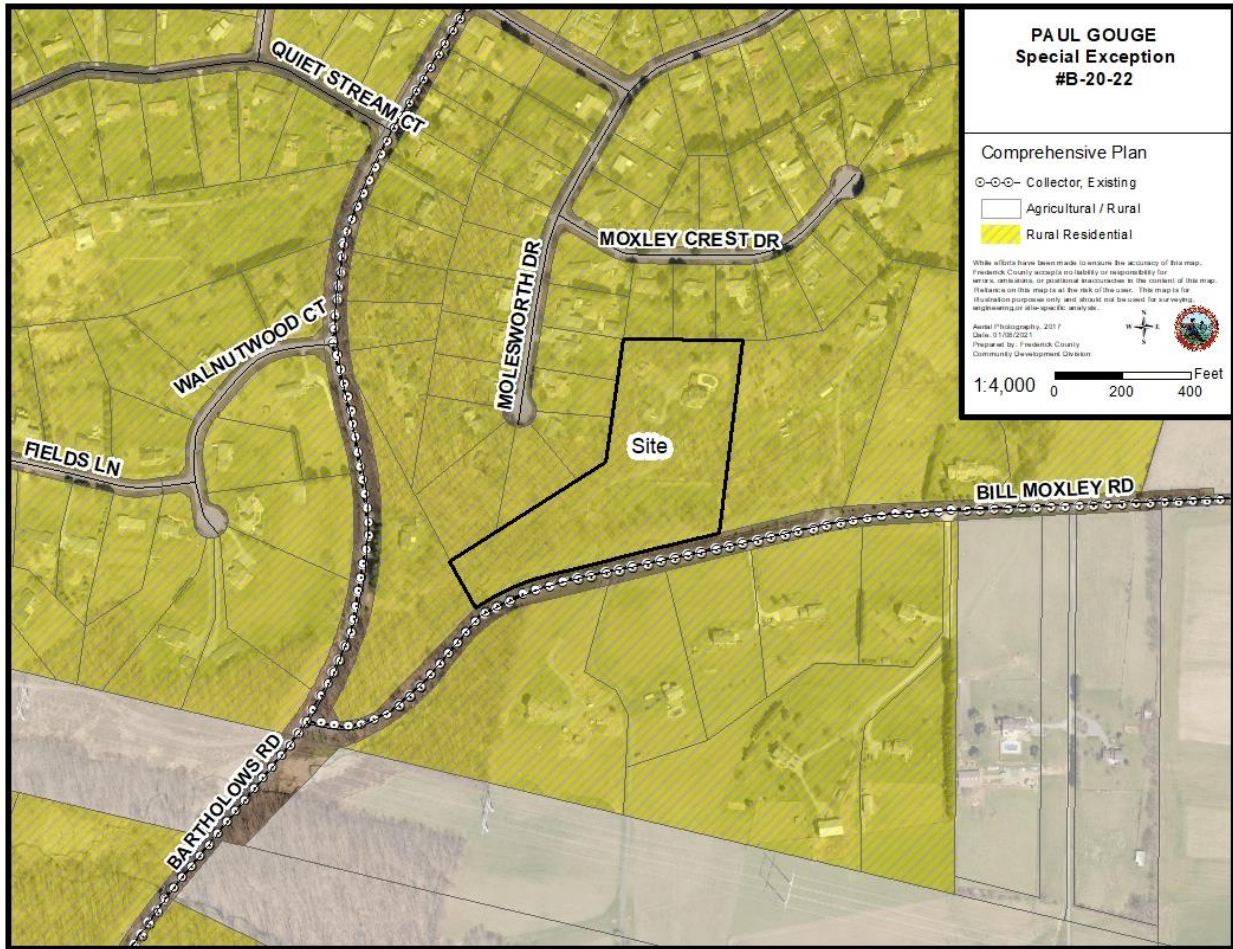 PAUL GOUGE
Special Exception
#B-20-22
Comprehensive Plan
Collector, Existing
Agricultural / Rural
Rural Residential
While efforts have been made to ensure the accuracy of this map,
Frederick County accepts no liability or responsibility for
errors, omissions, or positional inaccuracies in the content of this map.
Reliance on this map is at the risk of the user. This map is for
illustration purposes only and should not be used for surveying,
engineering, or site-specific analysis.
Aerial Photography, 2017
Date: 01/08/2021
Prepared by: Frederick County
Community Development Division
N
W E
S
1:4,000
Feet
0 200 400
QUIET STREAM CT
MOXLEY CREST DR
MOLESWORTH DR
WALNUTWOOD CT
Site
FIELDS LN
BILL MOXLEY RD
BARTHOLOWS RD